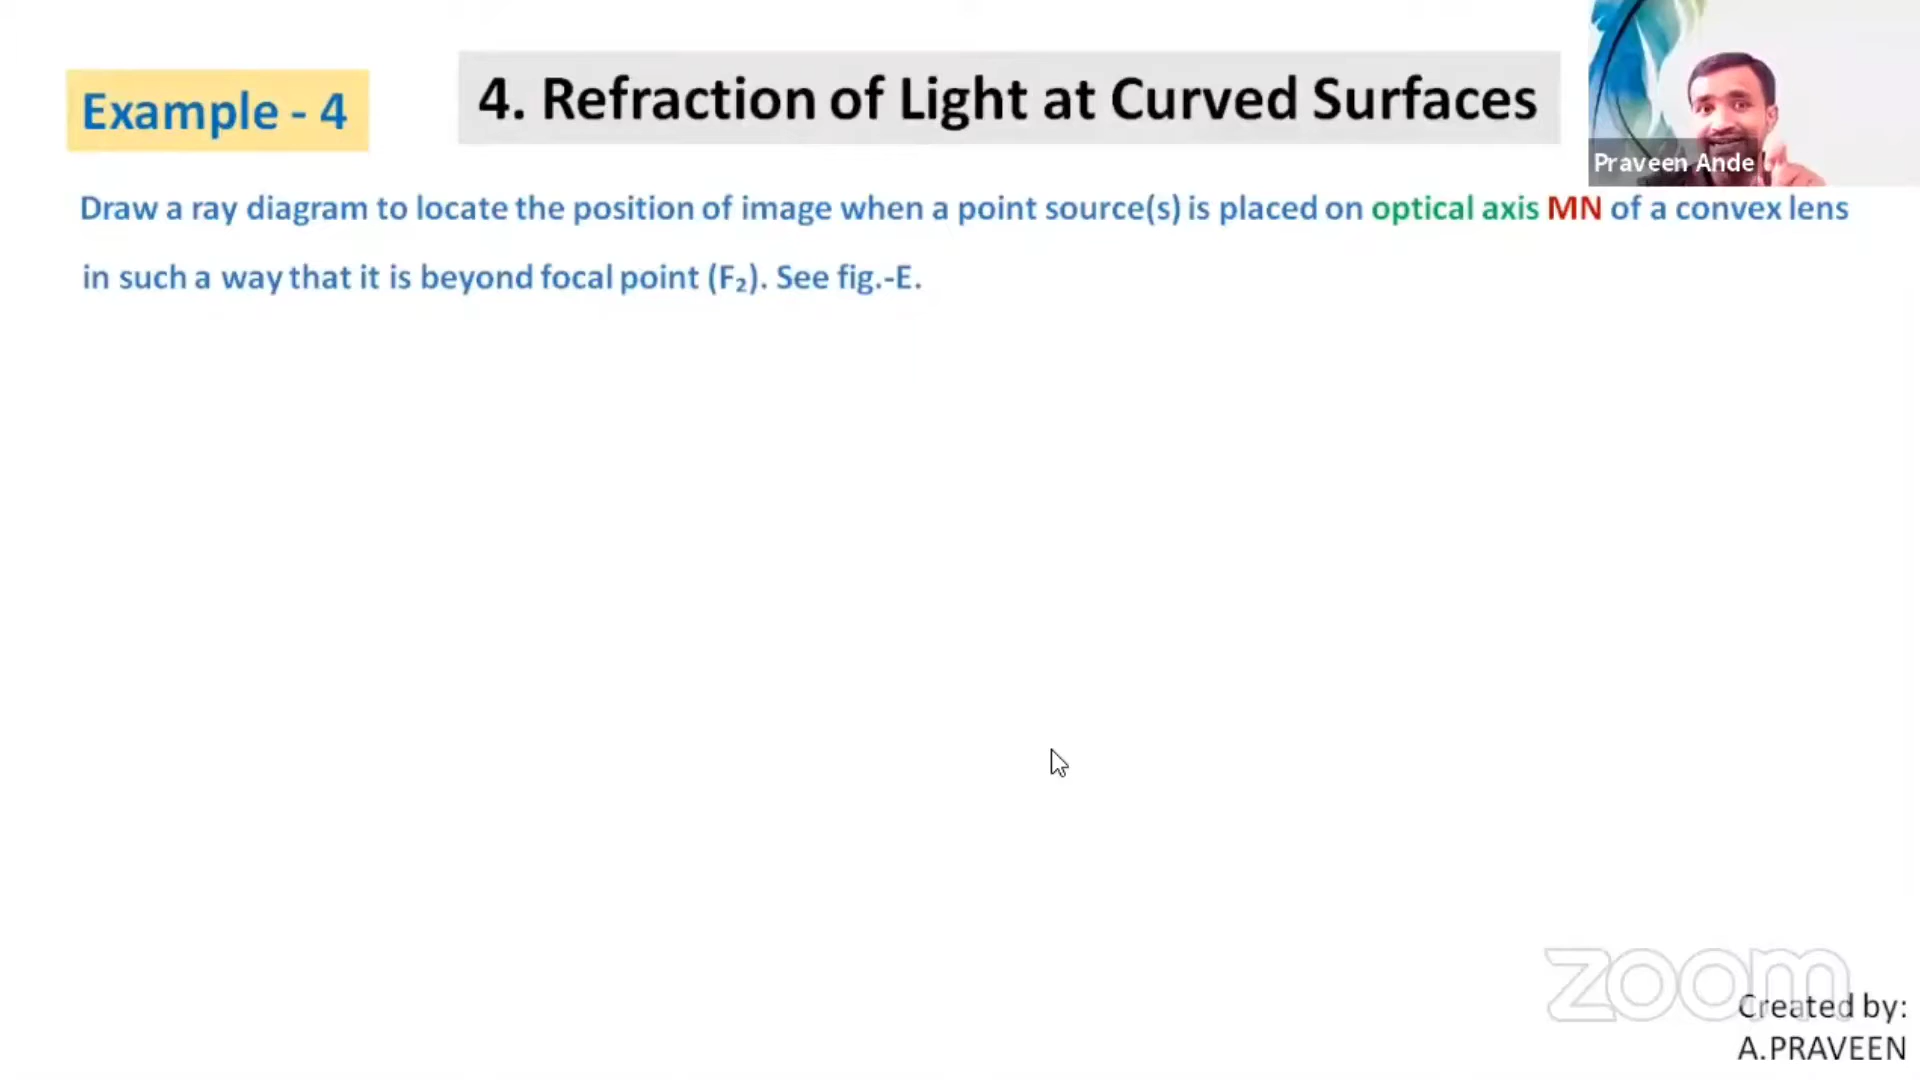 Example - 4
4. Refraction of Light at Curved Surfaces
Praveen Ande
Draw a ray diagram to locate the position of image when a point source(s) is placed on optical axis MN of a convex lens
in such a way that it is beyond focal point (F₂). See fig.-E.
zoom
Created by:
A.PRAVEEN